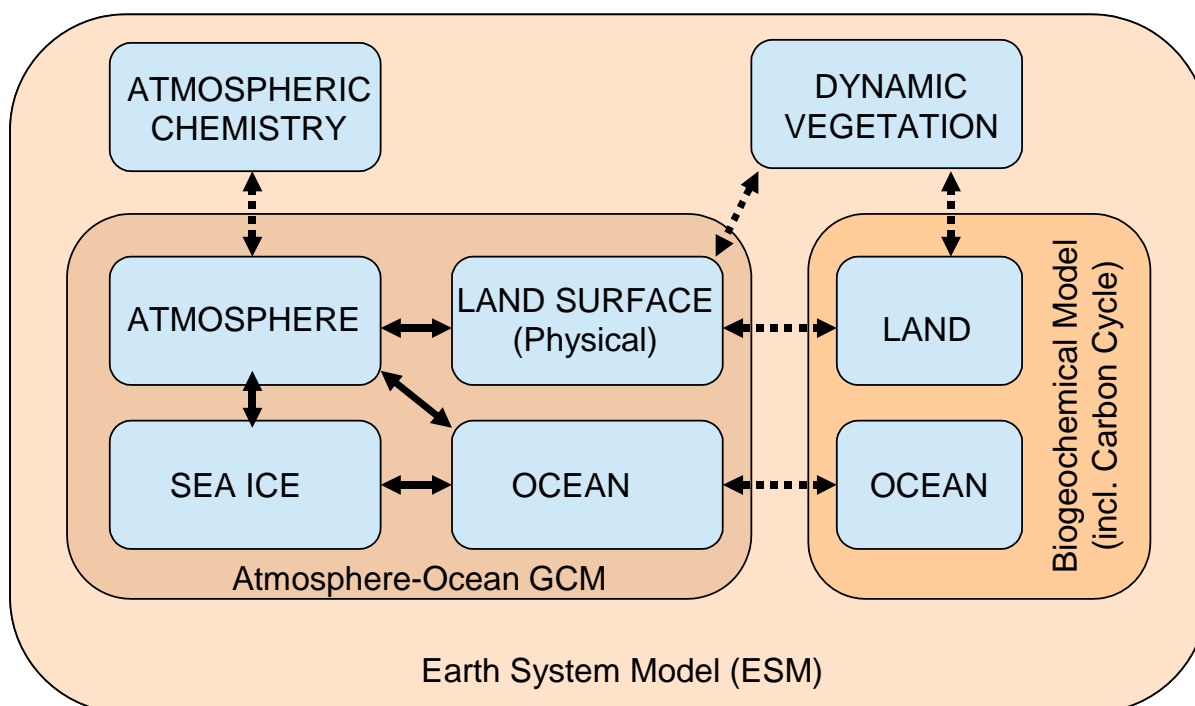 ATMOSPHERIC
CHEMISTRY
DYNAMIC
VEGETATION
ATMOSPHERE
LAND SURFACE
(Physical)
LAND
SEA ICE
OCEAN
OCEAN
Biogeochemical Model
(incl. Carbon Cycle)
Atmosphere-Ocean GCM
Earth System Model (ESM)